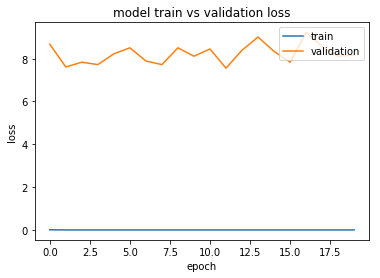 model train vs validation loss
train
validation
8
6
4
2
0
loss
0.0 2.5 5.0 7.5 10.0 12.5 15.0 17.5
epoch